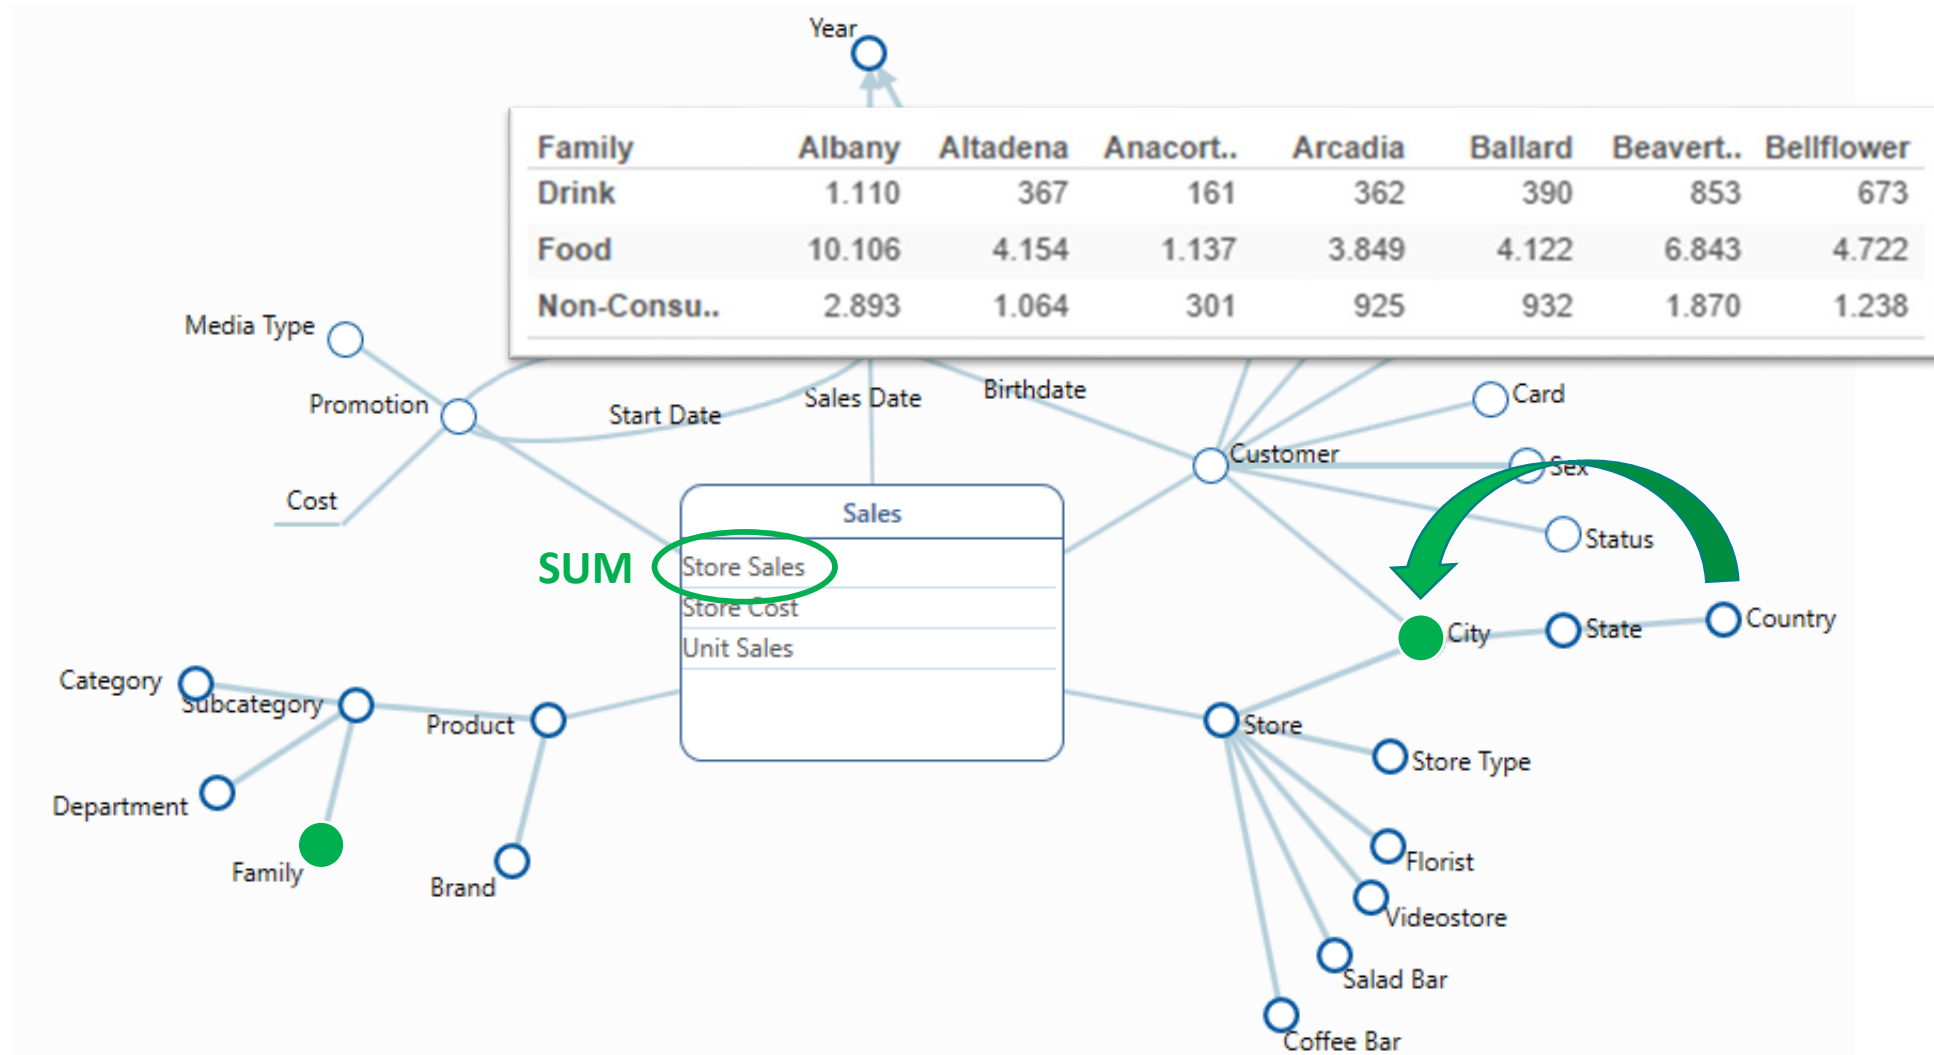 Year
Family Albany Altadena Anacort.. Arcadia Ballard Beavert.. Bellflower
Drink 1.110 367 161 362 390 853 673
Food 10.106 4.154 1.137 3.849 4.122 6.843 4.722
Non-Consu.. 2.893 1.064 301 925 932 1.870 1.238
Media Type
Promotion
Start Date
Sales Date
Birthdate
Card
Customer
Sex
Cost
Sales
Status
SUM
Store Sales
Store Cost
Unit Sales
City
State
Country
Category
Subcategory
Product
Store
Store Type
Department
Family
Brand
Florist
Videostore
Salad Bar
Coffee Bar